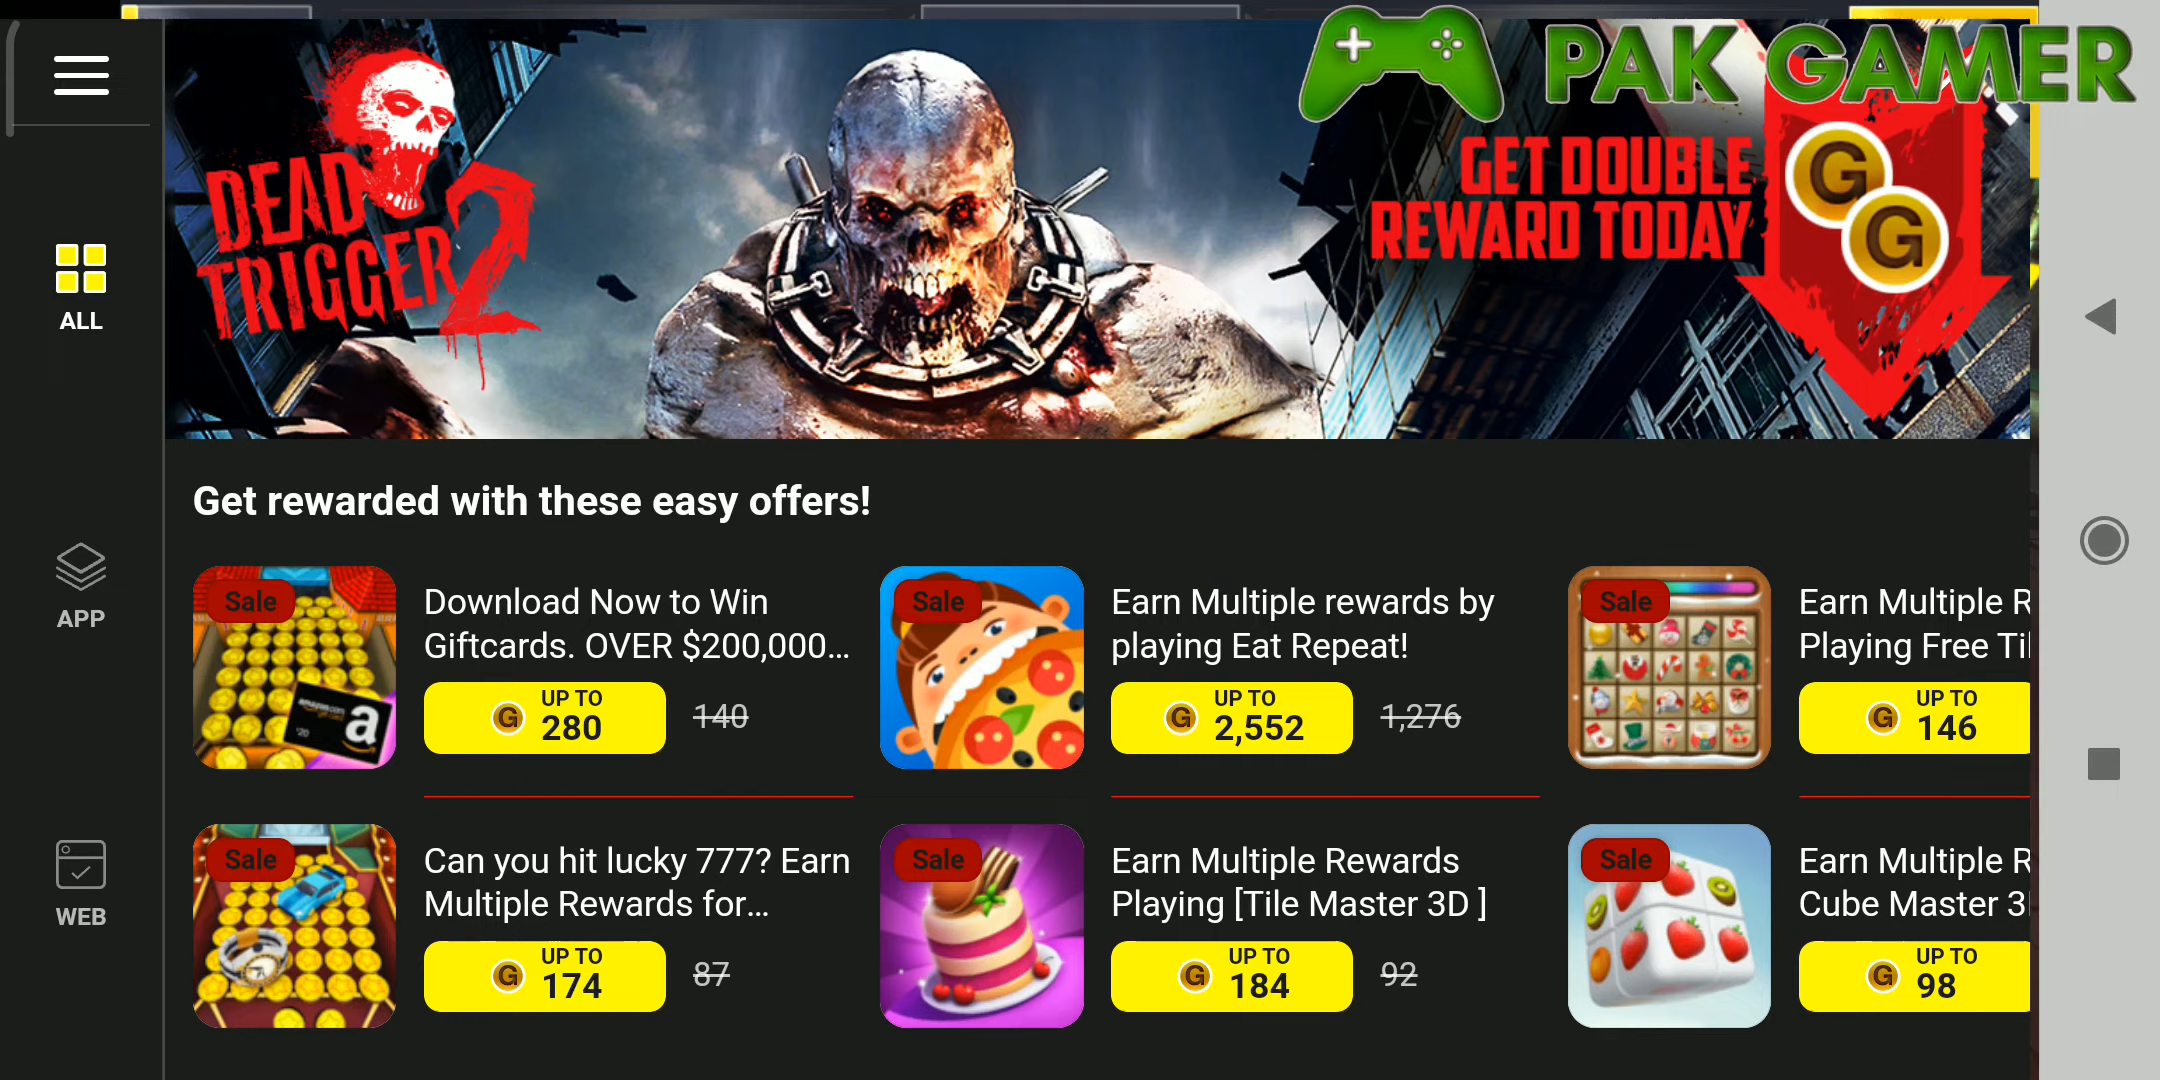 PAK GAMER
DEAD
TRIGGER 2
GET DOUBLE
REWARD TODAY
G
G
ALL
APP
WEB
Get rewarded with these easy offers!
Sale
Download Now to Win
Giftcards. OVER $200,000...
G UP TO
280
140
Sale
Earn Multiple rewards by
playing Eat Repeat!
G UP TO
2,552
1,276
Sale
Earn Multiple R
Playing Free Til
G UP TO
146
Sale
Can you hit lucky 777? Earn
Multiple Rewards for...
G UP TO
174
87
Sale
Earn Multiple Rewards
Playing [Tile Master 3D ]
G UP TO
184
92
Sale
Earn Multiple R
Cube Master 3
G UP TO
98